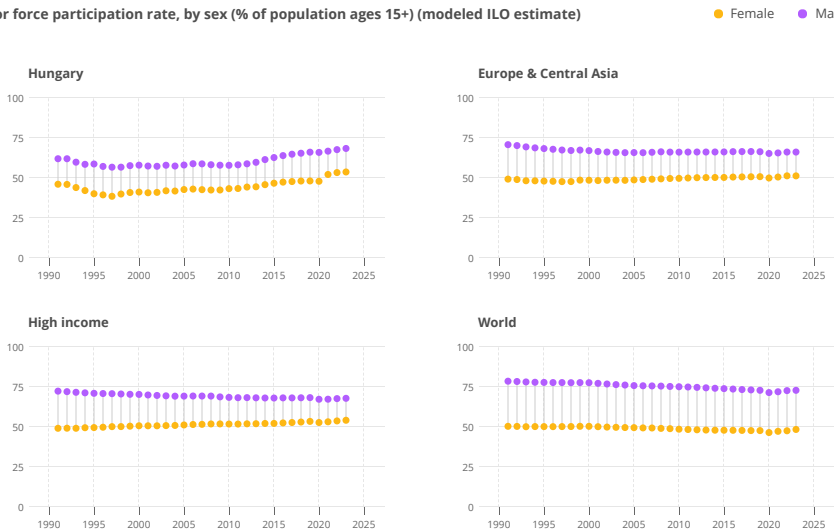 r force participation rate, by sex (% of population ages 15+) (modeled ILO estimate)
Female Ma
Hungary
100
75
50
25
0
1990 1995 2000 2005 2010 2015 2020 2025
Europe & Central Asia
100
75
50
25
0
1990 1995 2000 2005 2010 2015 2020 2025
High income
100
75
50
25
0
1990 1995 2000 2005 2010 2015 2020 2025
World
100
75
50
25
0
1990 1995 2000 2005 2010 2015 2020 2025